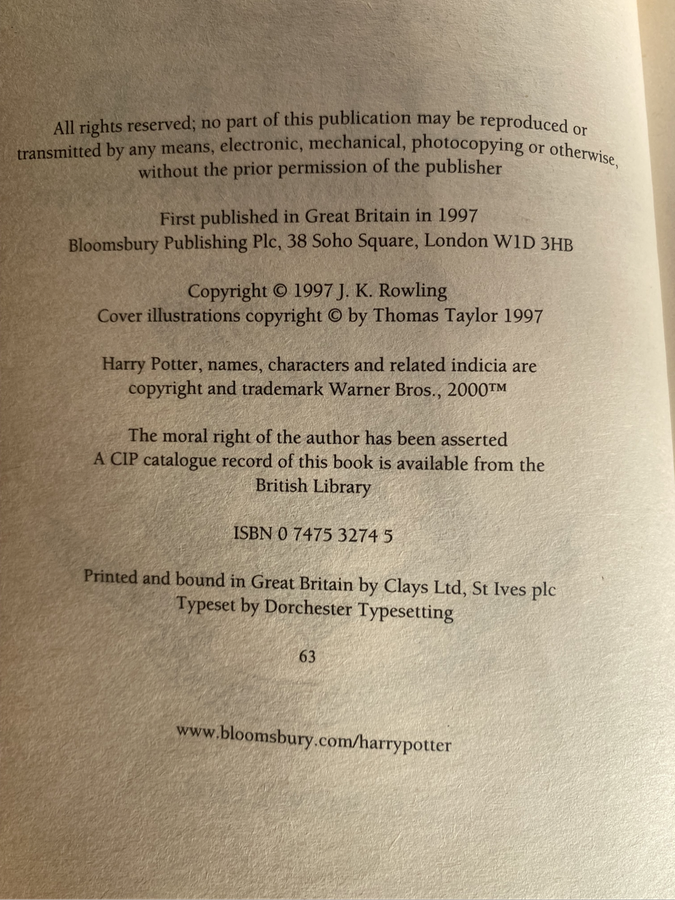 All rights reserved; no part of this publication may be reproduced or
transmitted by any means, electronic, mechanical, photocopying or otherwise,
without the prior permission of the publisher
First published in Great Britain in 1997
Bloomsbury Publishing Plc, 38 Soho Square, London W1D 3HB
Copyright © 1997 J. K. Rowling
Cover illustrations copyright © by Thomas Taylor 1997
Harry Potter, names, characters and related indicia are
copyright and trademark Warner Bros., 2000™
The moral right of the author has been asserted
A CIP catalogue record of this book is available from the
British Library
ISBN 0 7475 3274 5
Printed and bound in Great Britain by Clays Ltd, St Ives plc
Typeset by Dorchester Typesetting
63
www.bloomsbury.com/harrypotter